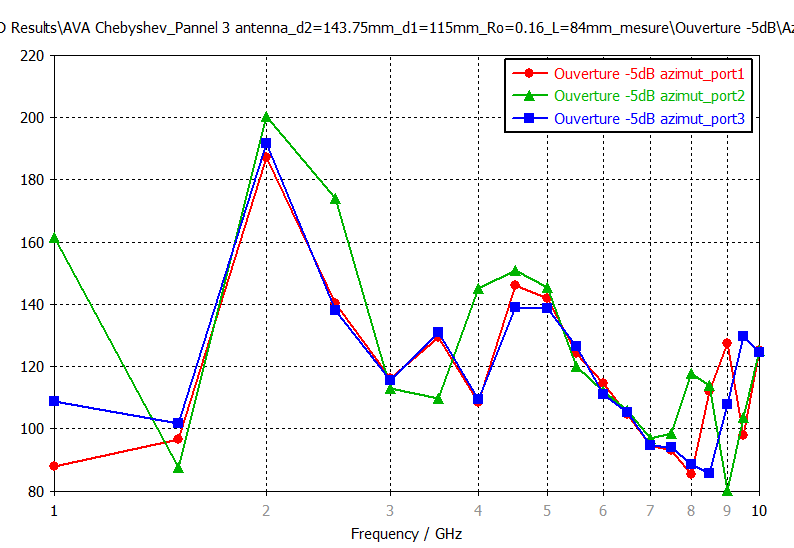 Results\AVA Chebyshev_Pannel 3 antenna_d2=143.75mm_d1=115mm_Ro=0.16_L=84mm_mesure\Ouverture -5dB\Az
220
Ouverture -5dB azimut_port1
Ouverture -5dB azimut_port2
Ouverture -5dB azimut_port3
200
180
160
140
120
100
80
1 2 3 4 5 6 7 8 9 10
Frequency / GHz